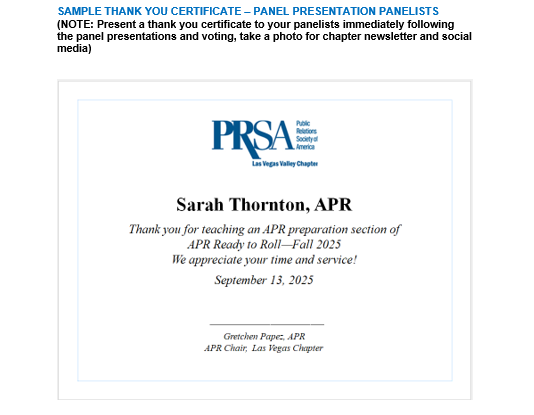 SAMPLE THANK YOU CERTIFICATE – PANEL PRESENTATION PANELISTS
(NOTE: Present a thank you certificate to your panelists immediately following
the panel presentations and voting, take a photo for chapter newsletter and social
media)
PRSA
Public
Relations
Society of
America
Las Vegas Valley Chapter
Sarah Thornton, APR
Thank you for teaching an APR preparation section of
APR Ready to Roll—Fall 2025
We appreciate your time and service!
September 13, 2025
Gretchen Papez, APR
APR Chair, Las Vegas Chapter